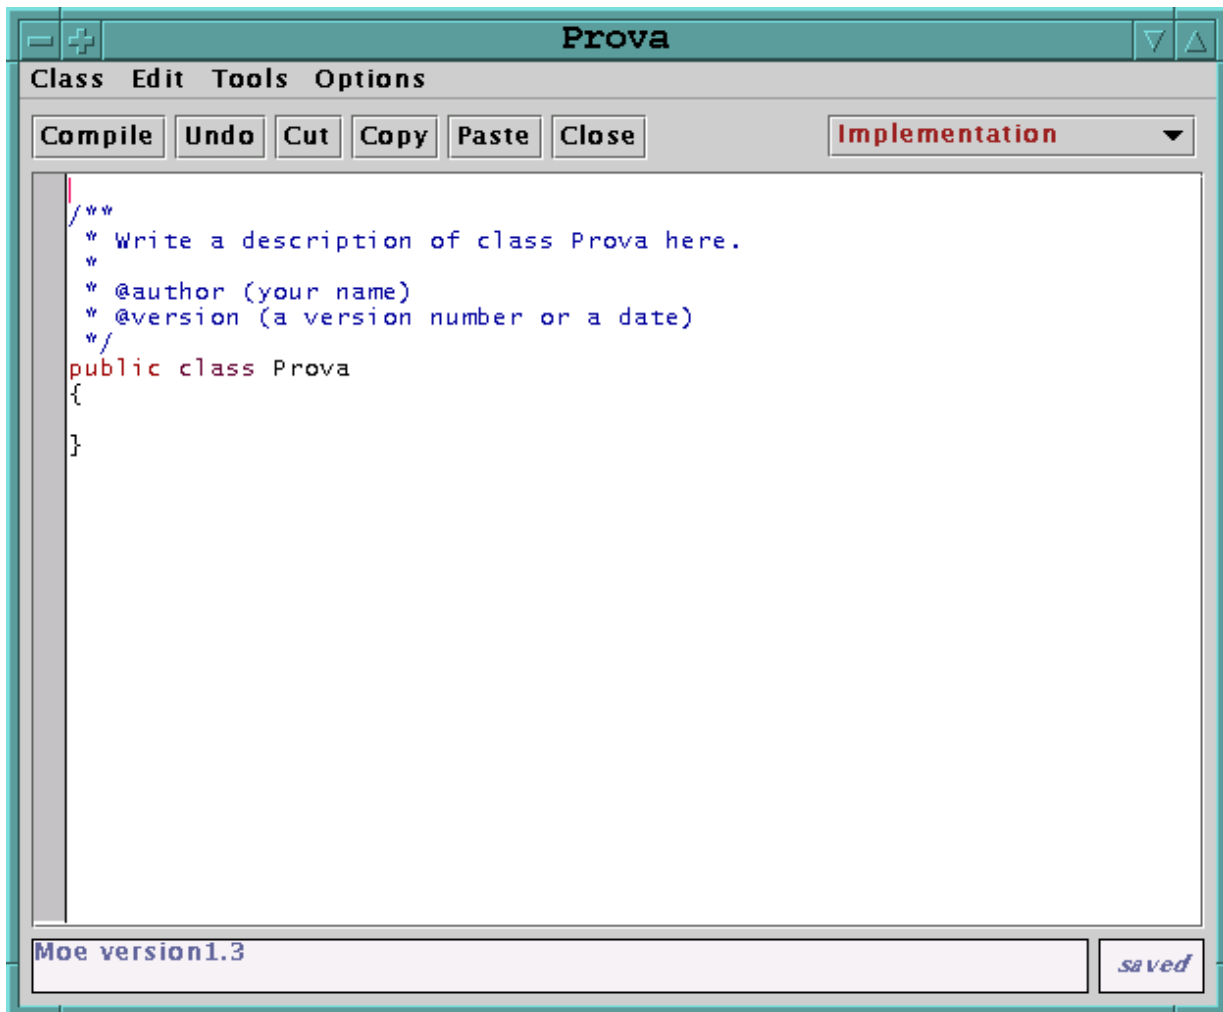 Prova
Class Edit Tools Options
Compile Undo Cut Copy Paste Close Implementation
/**
 * Write a description of class Prova here.
 *
 * @author (your name)
 * @version (a version number or a date)
 */
public class Prova
{
}
Moe version1.3
saved